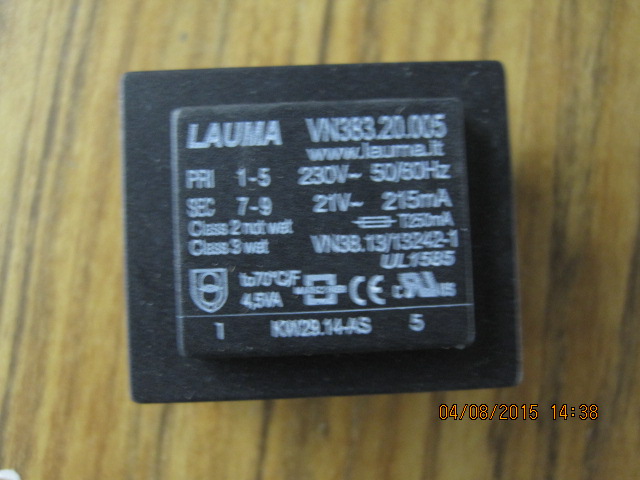 LAUMA VN383.20.005
www.lauma.lt
PRI 1-5 230V~ 50/60Hz
SEC 7-9 21V~ 215mA
Class 2 not wet T250mA
Class 3 wet VN38.13/13242-1
UL1585
ta70°C/F
4,5VA CE c US
1 KW29.14-AS 5
04/08/2015 14:38